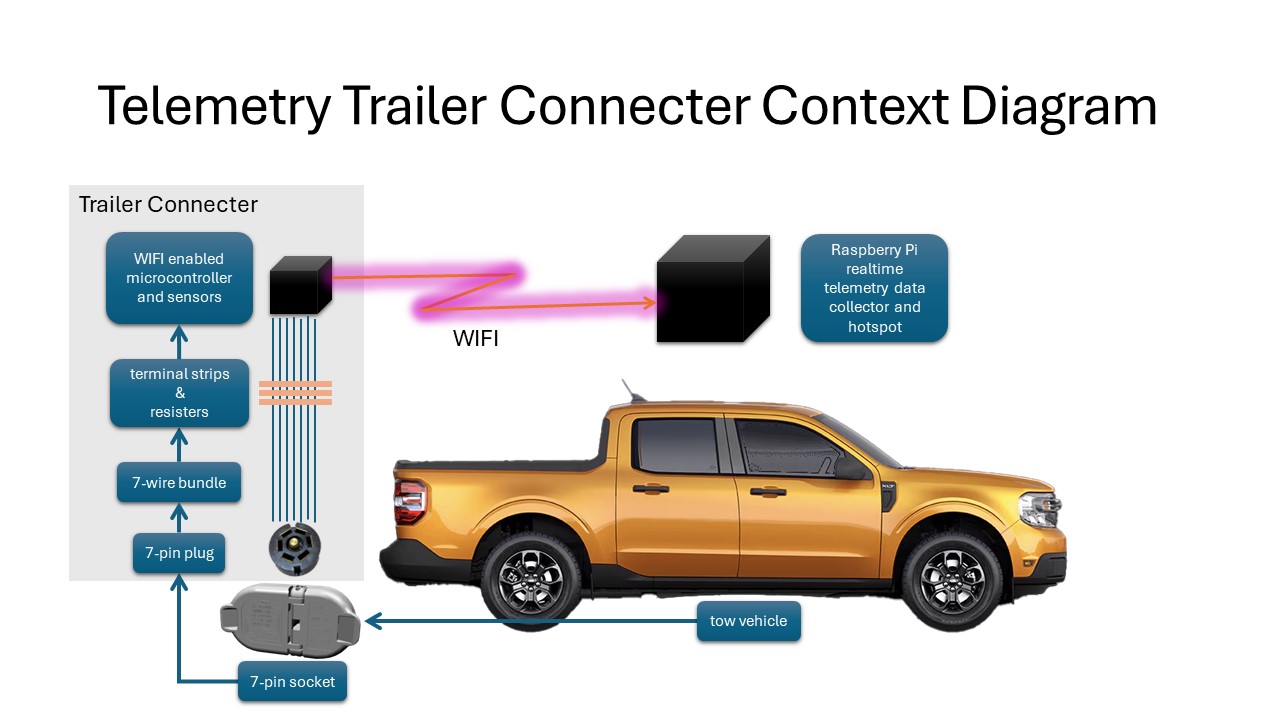 Telemetry Trailer Connecter Context Diagram
Trailer Connecter
WIFI enabled
microcontroller
and sensors
Raspberry Pi
realtime
telemetry data
collector and
hotspot
WIFI
terminal strips
&
resisters
7-wire bundle
7-pin plug
tow vehicle
7-pin socket